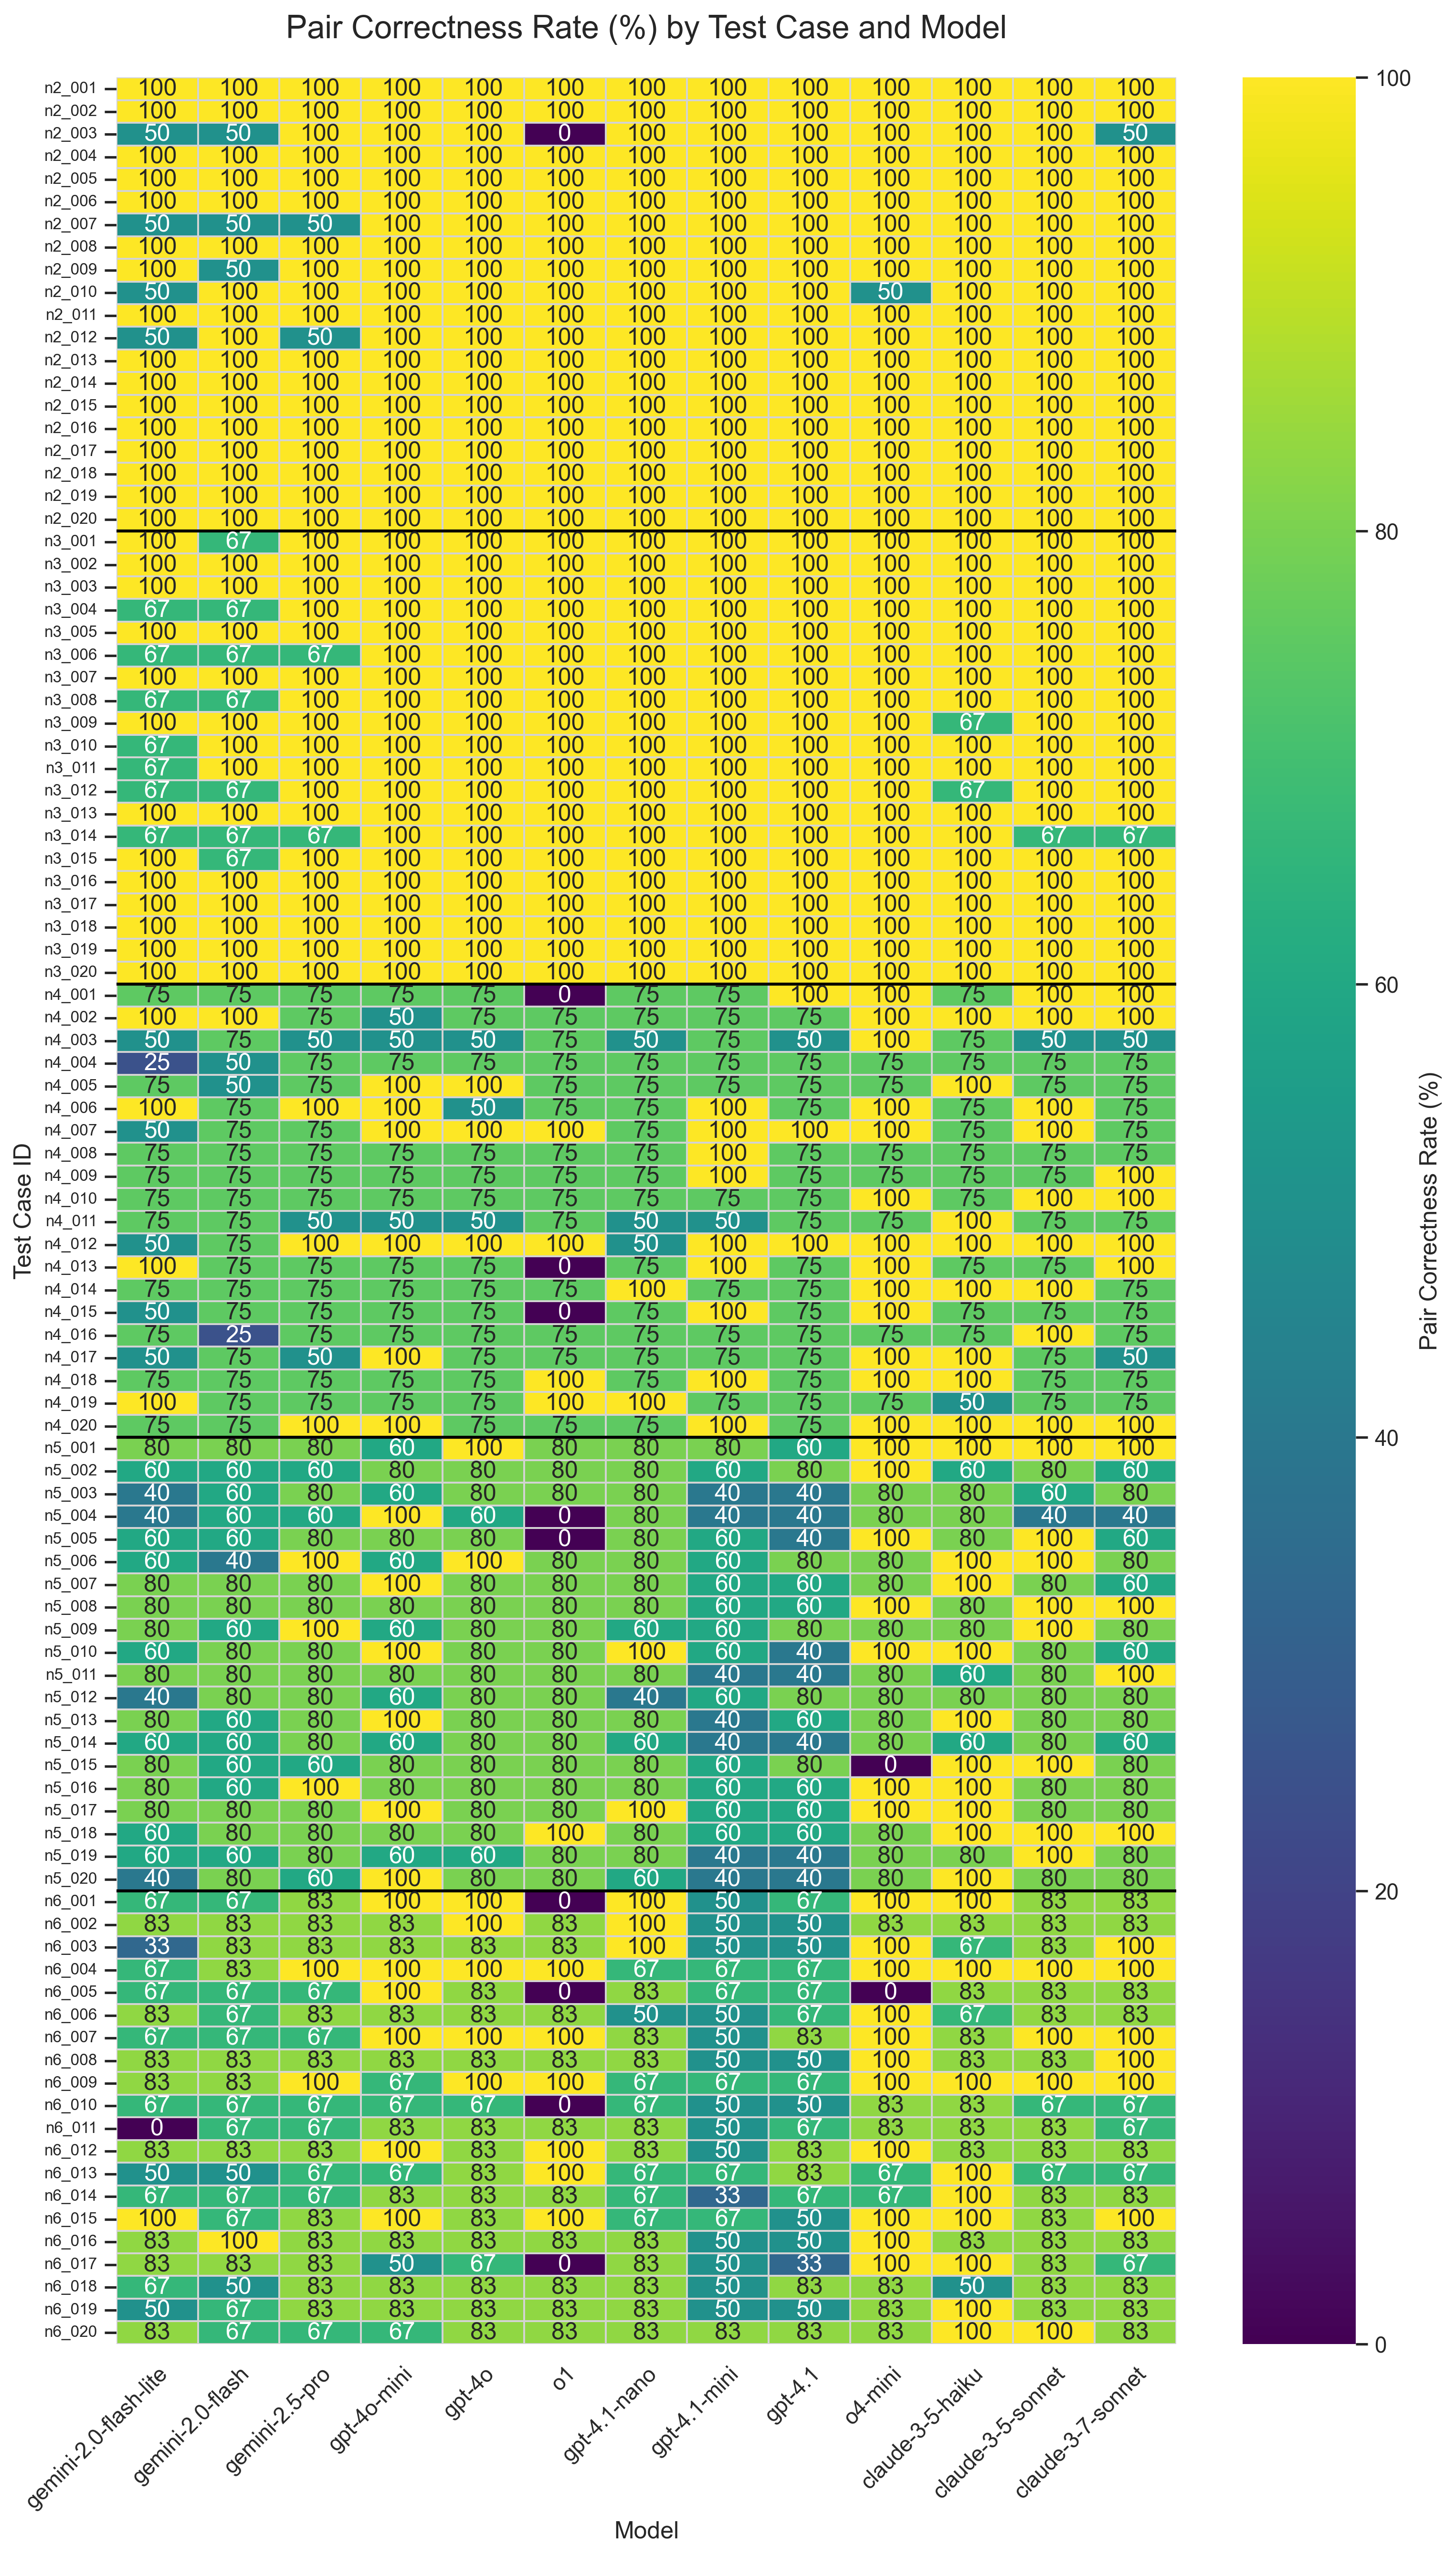 Pair Correctness Rate (%) by Test Case and Model
n2_001 100 100 100 100 100 100 100 100 100 100 100 100 100
n2_002 100 100 100 100 100 100 100 100 100 100 100 100 100
n2_003 50 50 100 100 100 0 100 100 100 100 100 100 50
n2_004 100 100 100 100 100 100 100 100 100 100 100 100 100
n2_005 100 100 100 100 100 100 100 100 100 100 100 100 100
n2_006 100 100 100 100 100 100 100 100 100 100 100 100 100
n2_007 50 50 50 100 100 100 100 100 100 100 100 100 100
n2_008 100 100 100 100 100 100 100 100 100 100 100 100 100
n2_009 100 50 100 100 100 100 100 100 100 100 100 100 100
n2_010 50 100 100 100 100 100 100 100 100 50 100 100 100
n2_011 100 100 100 100 100 100 100 100 100 100 100 100 100
n2_012 50 100 50 100 100 100 100 100 100 100 100 100 100
n2_013 100 100 100 100 100 100 100 100 100 100 100 100 100
n2_014 100 100 100 100 100 100 100 100 100 100 100 100 100
n2_015 100 100 100 100 100 100 100 100 100 100 100 100 100
n2_016 100 100 100 100 100 100 100 100 100 100 100 100 100
n2_017 100 100 100 100 100 100 100 100 100 100 100 100 100
n2_018 100 100 100 100 100 100 100 100 100 100 100 100 100
n2_019 100 100 100 100 100 100 100 100 100 100 100 100 100
n2_020 100 100 100 100 100 100 100 100 100 100 100 100 100
n3_001 100 67 100 100 100 100 100 100 100 100 100 100 100
n3_002 100 100 100 100 100 100 100 100 100 100 100 100 100
n3_003 100 100 100 100 100 100 100 100 100 100 100 100 100
n3_004 67 67 100 100 100 100 100 100 100 100 100 100 100
n3_005 100 100 100 100 100 100 100 100 100 100 100 100 100
n3_006 67 67 67 100 100 100 100 100 100 100 100 100 100
n3_007 100 100 100 100 100 100 100 100 100 100 100 100 100
n3_008 67 67 100 100 100 100 100 100 100 100 100 100 100
n3_009 100 100 100 100 100 100 100 100 100 100 67 100 100
n3_010 67 100 100 100 100 100 100 100 100 100 100 100 100
n3_011 67 100 100 100 100 100 100 100 100 100 100 100 100
n3_012 67 67 100 100 100 100 100 100 100 100 67 100 100
n3_013 100 100 100 100 100 100 100 100 100 100 100 100 100
n3_014 67 67 67 100 100 100 100 100 100 100 100 67 67
n3_015 100 67 100 100 100 100 100 100 100 100 100 100 100
n3_016 100 100 100 100 100 100 100 100 100 100 100 100 100
n3_017 100 100 100 100 100 100 100 100 100 100 100 100 100
n3_018 100 100 100 100 100 100 100 100 100 100 100 100 100
n3_019 100 100 100 100 100 100 100 100 100 100 100 100 100
n3_020 100 100 100 100 100 100 100 100 100 100 100 100 100
n4_001 75 75 75 75 75 0 75 75 100 100 75 100 100
n4_002 100 100 75 50 75 75 75 75 75 100 100 100 100
n4_003 50 75 50 50 50 75 50 75 50 100 75 50 50
n4_004 25 50 75 75 75 75 75 75 75 75 75 75 75
n4_005 75 50 75 100 100 75 75 75 75 75 100 75 75
n4_006 100 75 100 100 50 75 75 100 75 100 75 100 75
n4_007 50 75 75 100 100 100 75 100 100 100 75 100 75
n4_008 75 75 75 75 75 75 75 100 75 75 75 75 75
n4_009 75 75 75 75 75 75 75 100 75 75 75 75 100
n4_010 75 75 75 75 75 75 75 75 75 100 75 100 100
n4_011 75 75 50 50 50 75 50 50 75 75 100 75 75
n4_012 50 75 100 100 100 100 50 100 100 100 100 100 100
n4_013 100 75 75 75 75 0 75 100 75 100 75 75 100
n4_014 75 75 75 75 75 75 100 75 75 100 100 100 75
n4_015 50 75 75 75 75 0 75 100 75 100 75 75 75
n4_016 75 25 75 75 75 75 75 75 75 75 75 100 75
n4_017 50 75 50 100 75 75 75 75 75 100 100 75 50
n4_018 75 75 75 75 75 100 75 100 75 100 100 75 75
n4_019 100 75 75 75 75 100 100 75 75 75 50 75 75
n4_020 75 75 100 100 75 75 75 100 75 100 100 100 100
n5_001 80 80 80 60 100 80 80 80 60 100 100 100 100
n5_002 60 60 60 80 80 80 80 60 80 100 60 80 60
n5_003 40 60 80 60 80 80 80 40 40 80 80 60 80
n5_004 40 60 60 100 60 0 80 40 40 80 80 40 40
n5_005 60 60 80 80 80 0 80 60 40 100 80 100 60
n5_006 60 40 100 60 100 80 80 60 80 80 100 100 80
n5_007 80 80 80 100 80 80 80 60 60 80 100 80 60
n5_008 80 80 80 80 80 80 80 60 60 100 80 100 100
n5_009 80 60 100 60 80 80 60 60 80 80 80 100 80
n5_010 60 80 80 100 80 80 100 60 40 100 100 80 60
n5_011 80 80 80 80 80 80 80 40 40 80 60 80 100
n5_012 40 80 80 60 80 80 40 60 80 80 80 80 80
n5_013 80 60 80 100 80 80 80 40 60 80 100 80 80
n5_014 60 60 80 60 80 80 60 40 40 80 60 80 60
n5_015 80 60 60 80 80 80 80 60 80 0 100 100 80
n5_016 80 60 100 80 80 80 80 60 60 100 100 80 80
n5_017 80 80 80 100 80 80 100 60 60 100 100 80 80
n5_018 60 80 80 80 80 100 80 60 60 80 100 100 100
n5_019 60 60 80 60 60 80 80 40 40 80 80 100 80
n5_020 40 80 60 100 80 80 60 40 40 80 100 80 80
n6_001 67 67 83 100 100 0 100 50 67 100 100 83 83
n6_002 83 83 83 83 100 83 100 50 50 83 83 83 83
n6_003 33 83 83 83 83 83 100 50 50 100 67 83 100
n6_004 67 83 100 100 100 100 67 67 67 100 100 100 100
n6_005 67 67 67 100 83 0 83 67 67 0 83 83 83
n6_006 83 67 83 83 83 83 50 50 67 100 67 83 83
n6_007 67 67 67 100 100 100 83 50 83 100 83 100 100
n6_008 83 83 83 83 83 83 83 50 50 100 83 83 100
n6_009 83 83 100 67 100 100 67 67 67 100 100 100 100
n6_010 67 67 67 67 67 0 67 50 50 83 83 67 67
n6_011 0 67 67 83 83 83 83 50 67 83 83 83 67
n6_012 83 83 83 100 83 100 83 50 83 100 83 83 83
n6_013 50 50 67 67 83 100 67 67 83 67 100 67 67
n6_014 67 67 67 83 83 83 67 33 67 67 100 83 83
n6_015 100 67 83 100 83 100 67 67 50 100 100 83 100
n6_016 83 100 83 83 83 83 83 50 50 100 83 83 83
n6_017 83 83 83 50 67 0 83 50 33 100 100 83 67
n6_018 67 50 83 83 83 83 83 50 83 83 50 83 83
n6_019 50 67 83 83 83 83 83 50 50 83 100 83 83
n6_020 83 67 67 67 83 83 83 83 83 83 100 100 83
Test Case ID
gemini-2.0-flash-lite
gemini-2.0-flash
gemini-2.5-pro
gpt-4o-mini
gpt-4o
o1
gpt-4.1-nano
gpt-4.1-mini
gpt-4.1
o4-mini
claude-3-5-haiku
claude-3-5-sonnet
claude-3-7-sonnet
Model
100
80
60
40
20
0
Pair Correctness Rate (%)